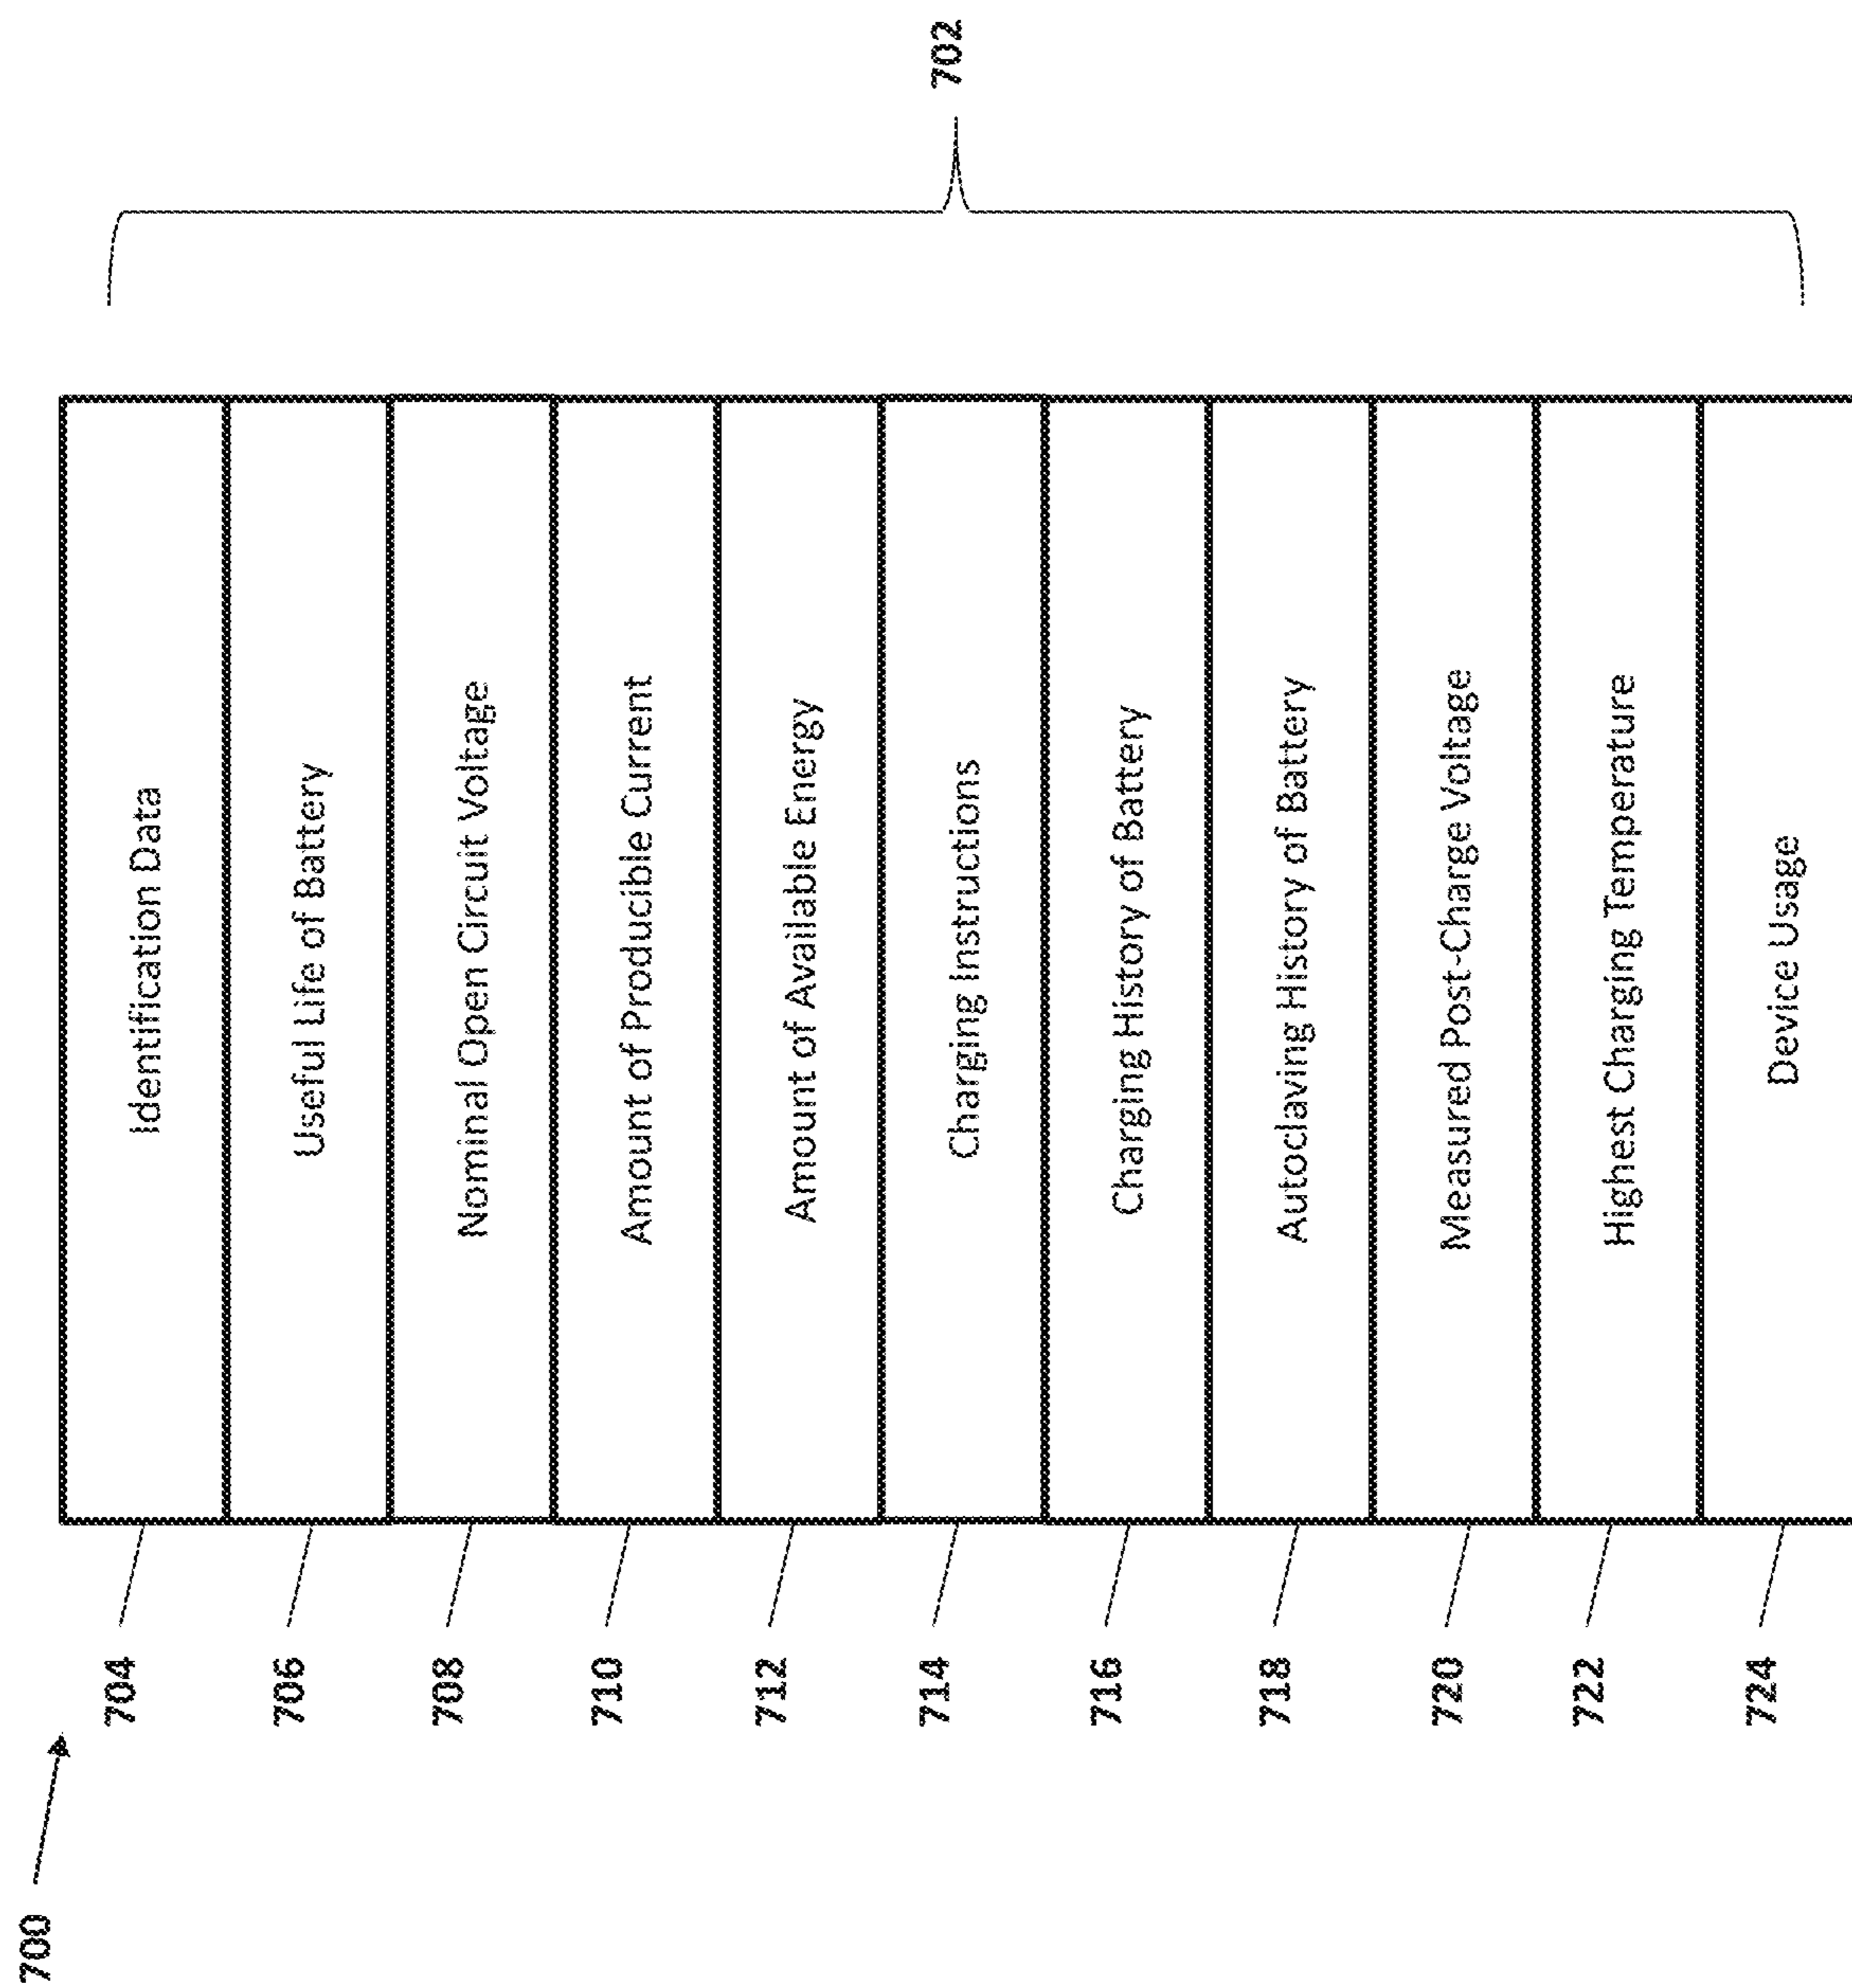 700
704 Identification Data
706 Useful Life of Battery
708 Nominal Open Circuit Voltage
710 Amount of Producible Current
712 Amount of Available Energy
714 Charging Instructions
716 Charging History of Battery
718 Autoclaving History of Battery
720 Measured Post-Charge Voltage
722 Highest Charging Temperature
724 Device Usage
702